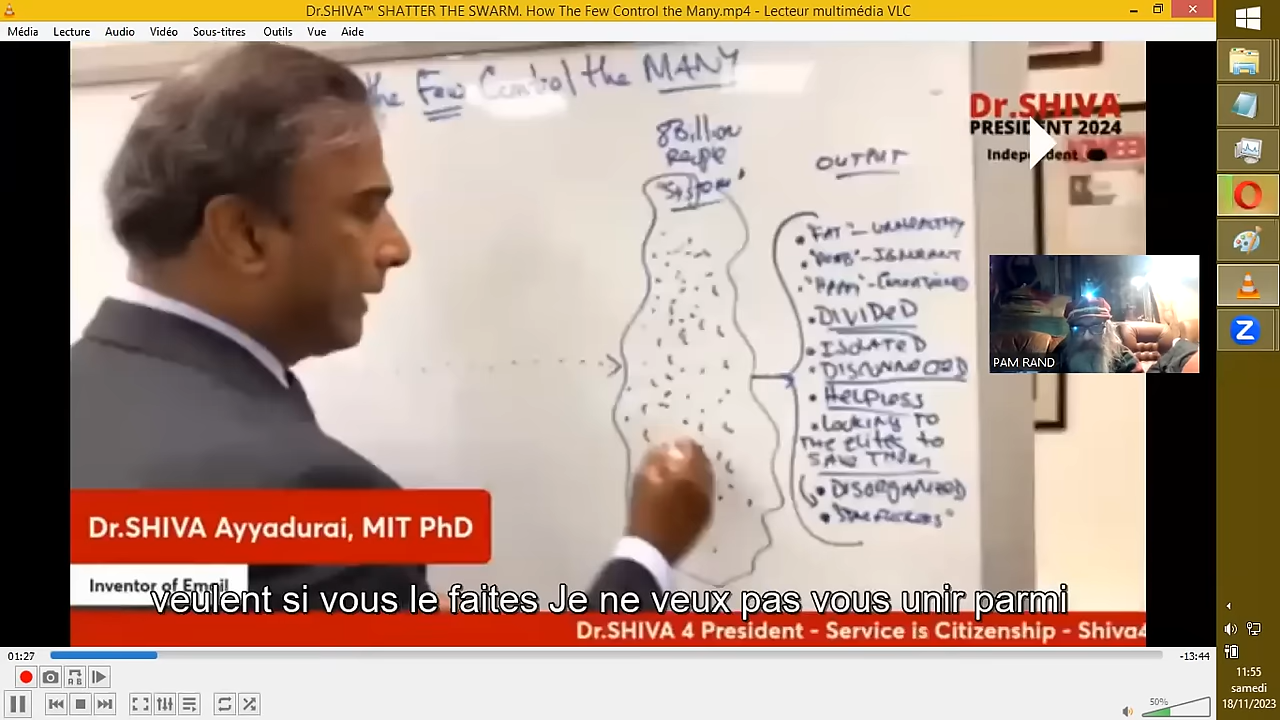 Dr.SHIVA™ SHATTER THE SWARM. How The Few Control the Many.mp4 - Lecteur multimédia VLC
Média Lecture Audio Vidéo Sous-titres Outils Vue Aide
the Few Control the MANY
8 Billion
People
"System"
OUTPUT
• "FAT" - UNHEALTHY
• "DUMB" - IGNORANT
• "HAPPY" - CONDITIONED
• DIVIDED
• ISOLATED
• DISCONNECTED
• HELPLESS
• LOOKING TO
THE elites to
SAVE THEM
• DISORGANIZED
Dr.SHIVA
PRESIDENT 2024
Independent
PAM RAND
Dr.SHIVA Ayyadurai, MIT PhD
Inventor of Email
veulent si vous le faites Je ne veux pas vous unir parmi
Dr.SHIVA 4 President - Service is Citizenship - Shiva4
01:27
-13:44
50%
11:55
samedi
18/11/2023